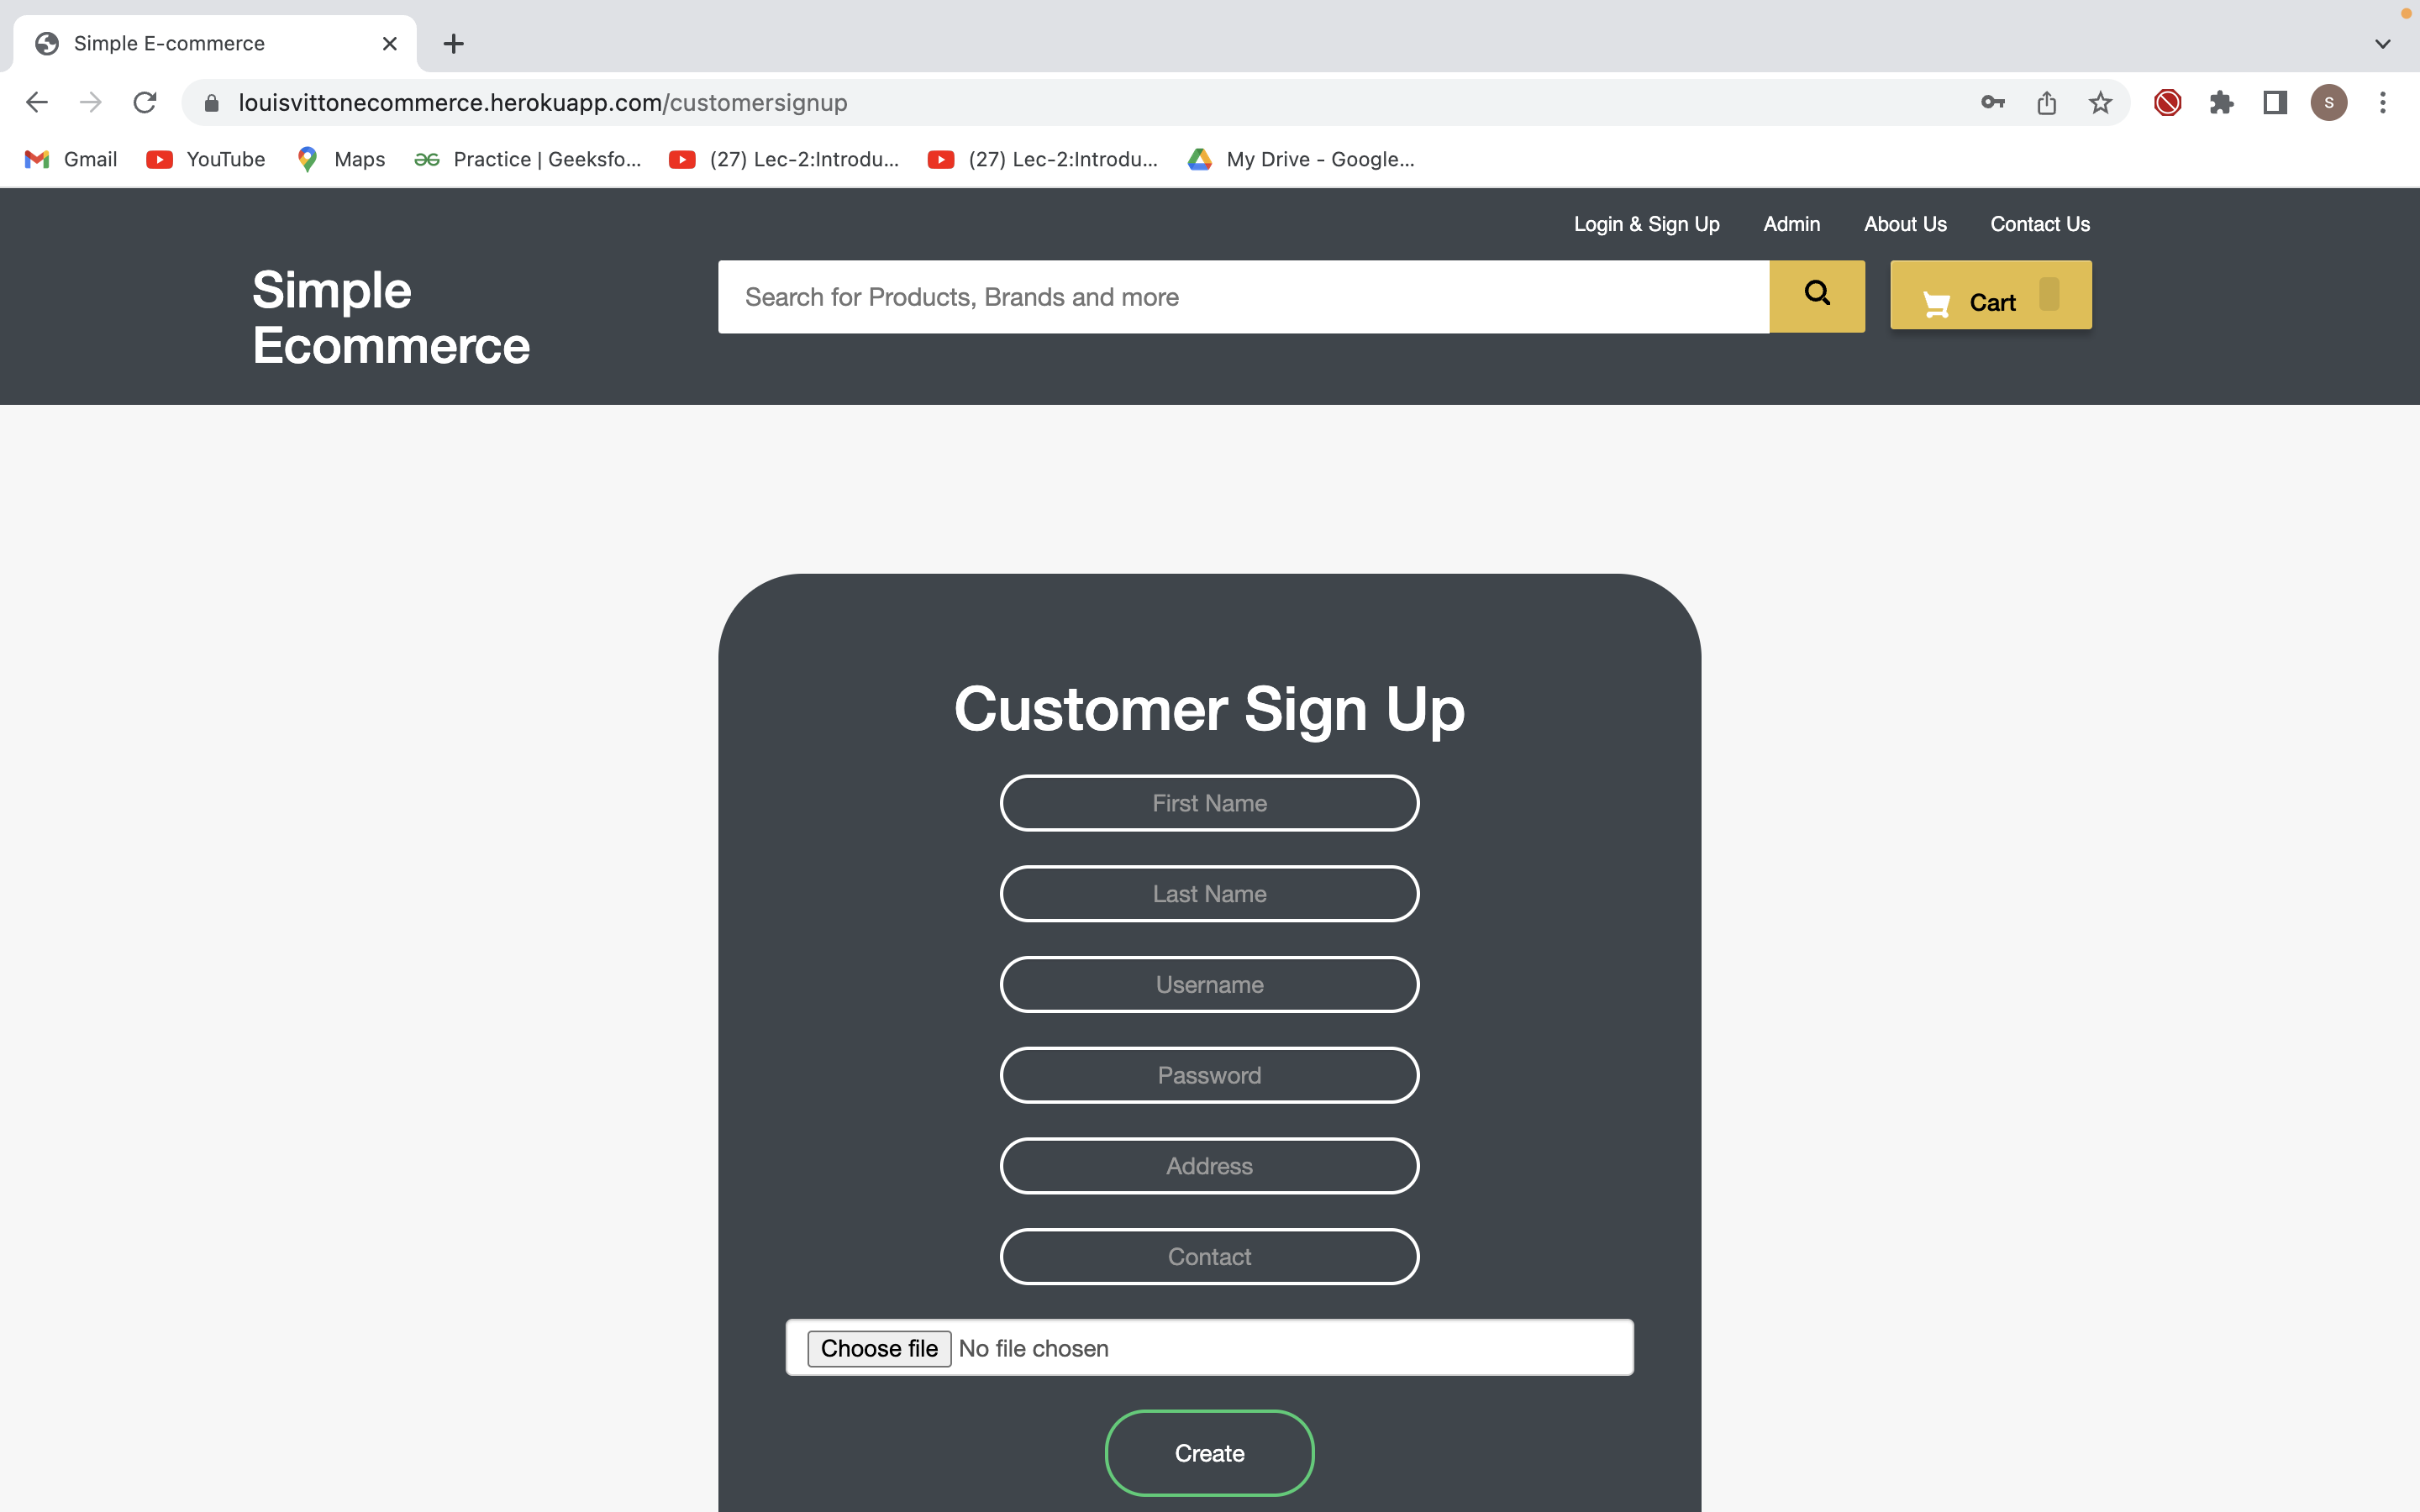 Simple E-commerce
louisvittonecommerce.herokuapp.com/customersignup
S
Gmail YouTube Maps Practice | Geeksfo... (27) Lec-2:Introdu... (27) Lec-2:Introdu... My Drive - Google...
Login & Sign Up Admin About Us Contact Us
Simple
Ecommerce
Search for Products, Brands and more
Cart
Customer Sign Up
First Name
Last Name
Username
Password
Address
Contact
Choose file No file chosen
Create